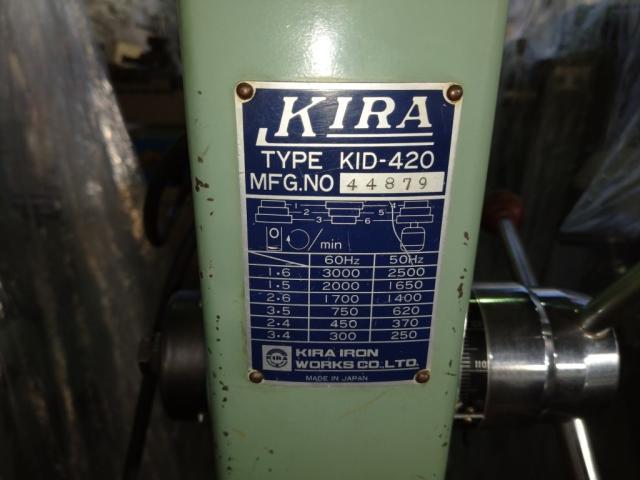 KIRA
TYPE KID-420
MFG.NO 44879
1 2 3 4 5 6
/min
60Hz 50Hz
1.6 3000 2500
1.5 2000 1650
2.6 1700 1400
3.5 750 620
2.4 450 370
3.4 300 250
KIRA KIRA IRON
WORKS CO.,LTD.
MADE IN JAPAN
110